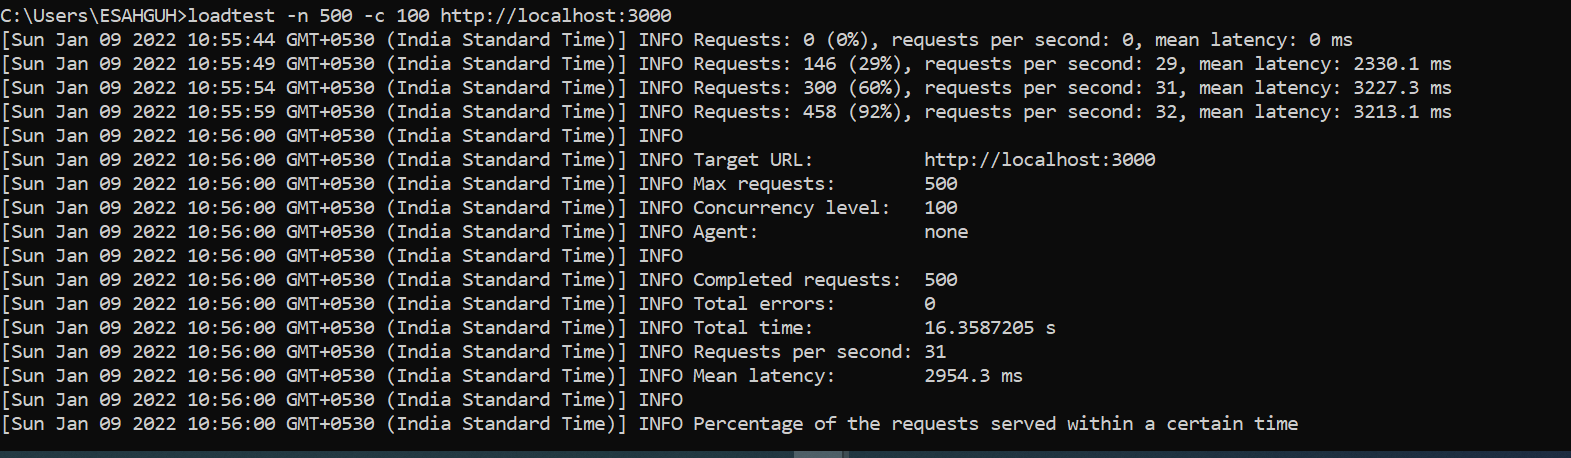 C:\Users\ESAHGUH>loadtest -n 500 -c 100 http://localhost:3000
[Sun Jan 09 2022 10:55:44 GMT+0530 (India Standard Time)] INFO Requests: 0 (0%), requests per second: 0, mean latency: 0 ms
[Sun Jan 09 2022 10:55:49 GMT+0530 (India Standard Time)] INFO Requests: 146 (29%), requests per second: 29, mean latency: 2330.1 ms
[Sun Jan 09 2022 10:55:54 GMT+0530 (India Standard Time)] INFO Requests: 300 (60%), requests per second: 31, mean latency: 3227.3 ms
[Sun Jan 09 2022 10:55:59 GMT+0530 (India Standard Time)] INFO Requests: 458 (92%), requests per second: 32, mean latency: 3213.1 ms
[Sun Jan 09 2022 10:56:00 GMT+0530 (India Standard Time)] INFO
[Sun Jan 09 2022 10:56:00 GMT+0530 (India Standard Time)] INFO Target URL:          http://localhost:3000
[Sun Jan 09 2022 10:56:00 GMT+0530 (India Standard Time)] INFO Max requests:        500
[Sun Jan 09 2022 10:56:00 GMT+0530 (India Standard Time)] INFO Concurrency level:   100
[Sun Jan 09 2022 10:56:00 GMT+0530 (India Standard Time)] INFO Agent:               none
[Sun Jan 09 2022 10:56:00 GMT+0530 (India Standard Time)] INFO
[Sun Jan 09 2022 10:56:00 GMT+0530 (India Standard Time)] INFO Completed requests:  500
[Sun Jan 09 2022 10:56:00 GMT+0530 (India Standard Time)] INFO Total errors:        0
[Sun Jan 09 2022 10:56:00 GMT+0530 (India Standard Time)] INFO Total time:          16.3587205 s
[Sun Jan 09 2022 10:56:00 GMT+0530 (India Standard Time)] INFO Requests per second: 31
[Sun Jan 09 2022 10:56:00 GMT+0530 (India Standard Time)] INFO Mean latency:        2954.3 ms
[Sun Jan 09 2022 10:56:00 GMT+0530 (India Standard Time)] INFO
[Sun Jan 09 2022 10:56:00 GMT+0530 (India Standard Time)] INFO Percentage of the requests served within a certain time